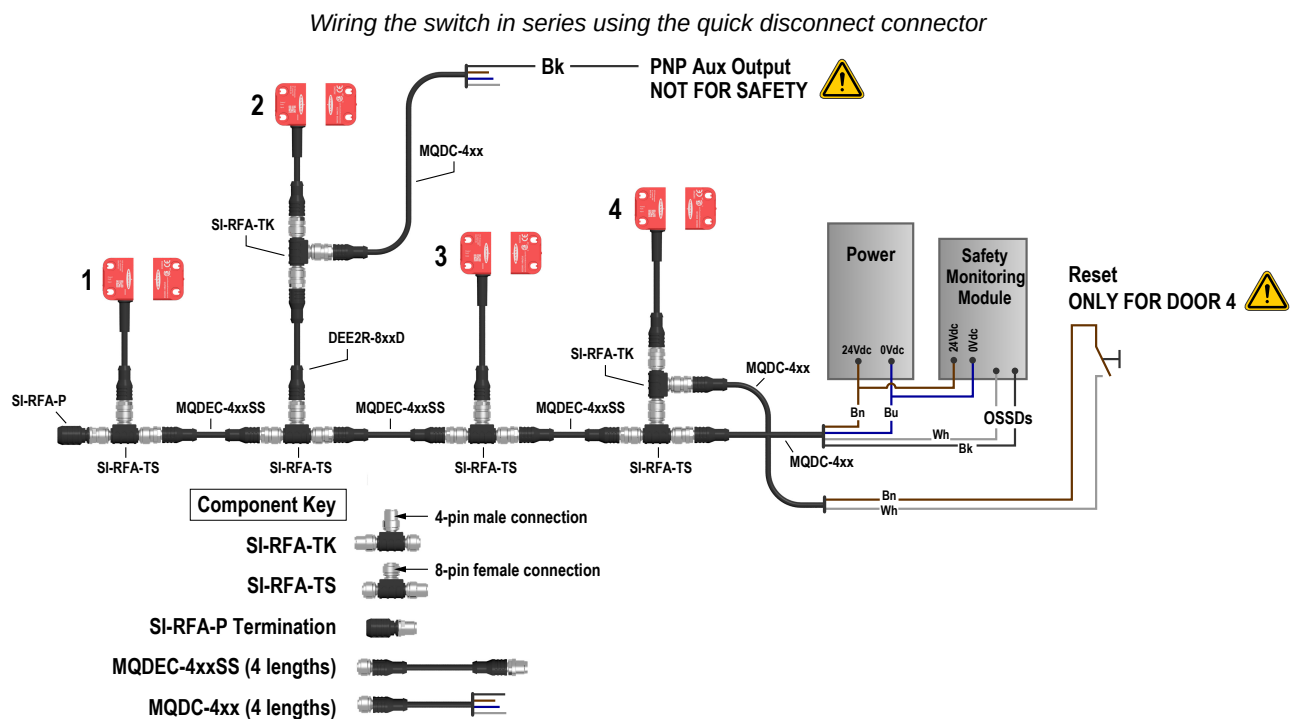 Wiring the switch in series using the quick disconnect connector
Bk
PNP Aux Output
NOT FOR SAFETY
2
MQDC-4xx
SI-RFA-TK
4
3
1
Power
Safety
Monitoring
Module
Reset
ONLY FOR DOOR 4
24Vdc
0Vdc
24Vdc
0Vdc
DEE2R-8xxD
SI-RFA-TK
MQDC-4xx
SI-RFA-P
MQDEC-4xxSS
MQDEC-4xxSS
MQDEC-4xxSS
Bn
Bu
OSSDs
Wh
Bk
MQDC-4xx
SI-RFA-TS
SI-RFA-TS
SI-RFA-TS
SI-RFA-TS
Bn
Wh
Component Key
4-pin male connection
SI-RFA-TK
8-pin female connection
SI-RFA-TS
SI-RFA-P Termination
MQDEC-4xxSS (4 lengths)
MQDC-4xx (4 lengths)